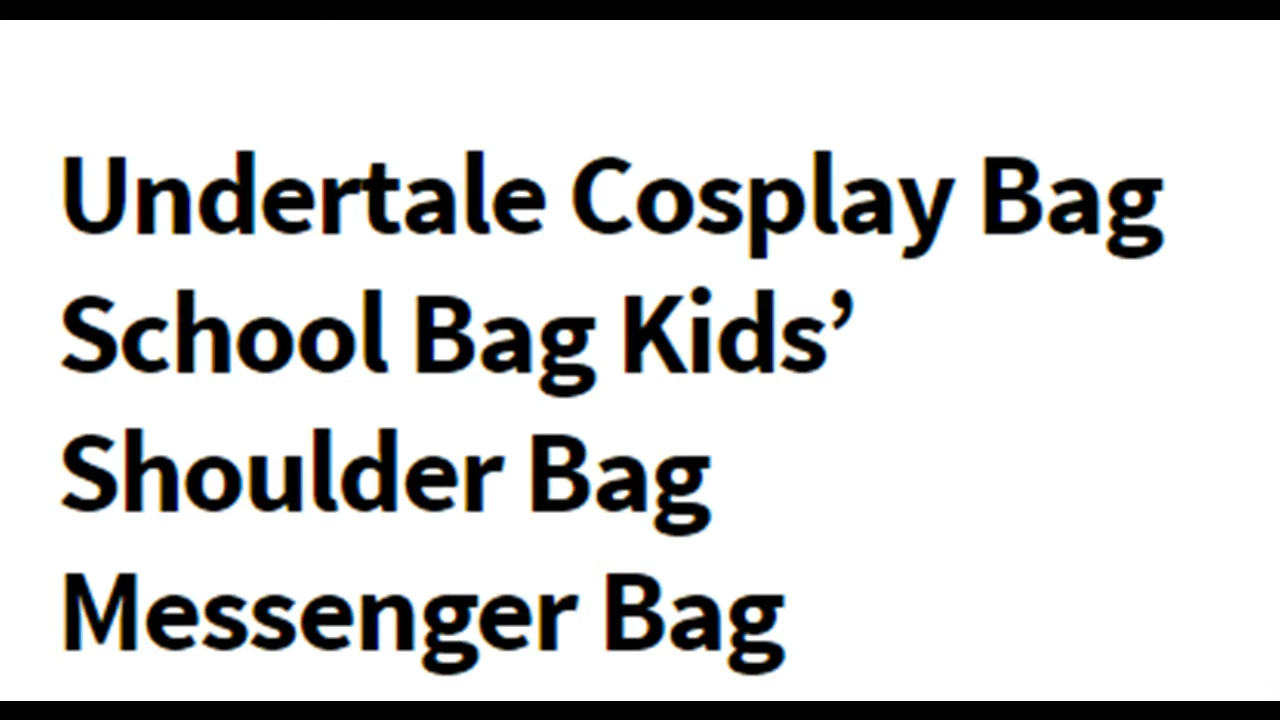 Undertale Cosplay Bag
School Bag Kids’
Shoulder Bag
Messenger Bag